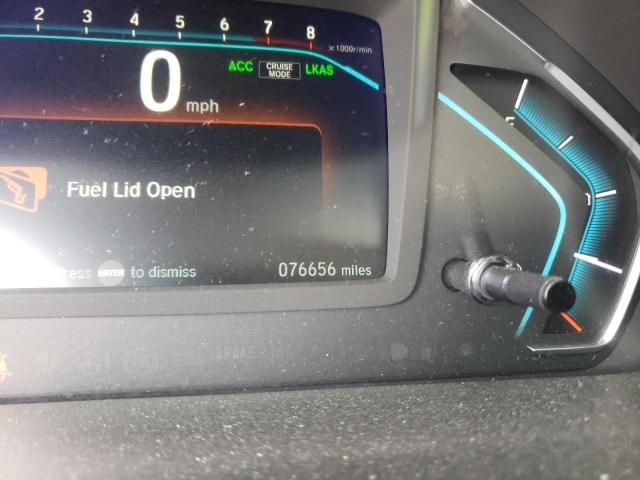 2 3 4 5 6 7 8
x 1000r/min
ACC CRUISE MODE LKAS
0 mph
Fuel Lid Open
Press ENTER to dismiss
076656 miles